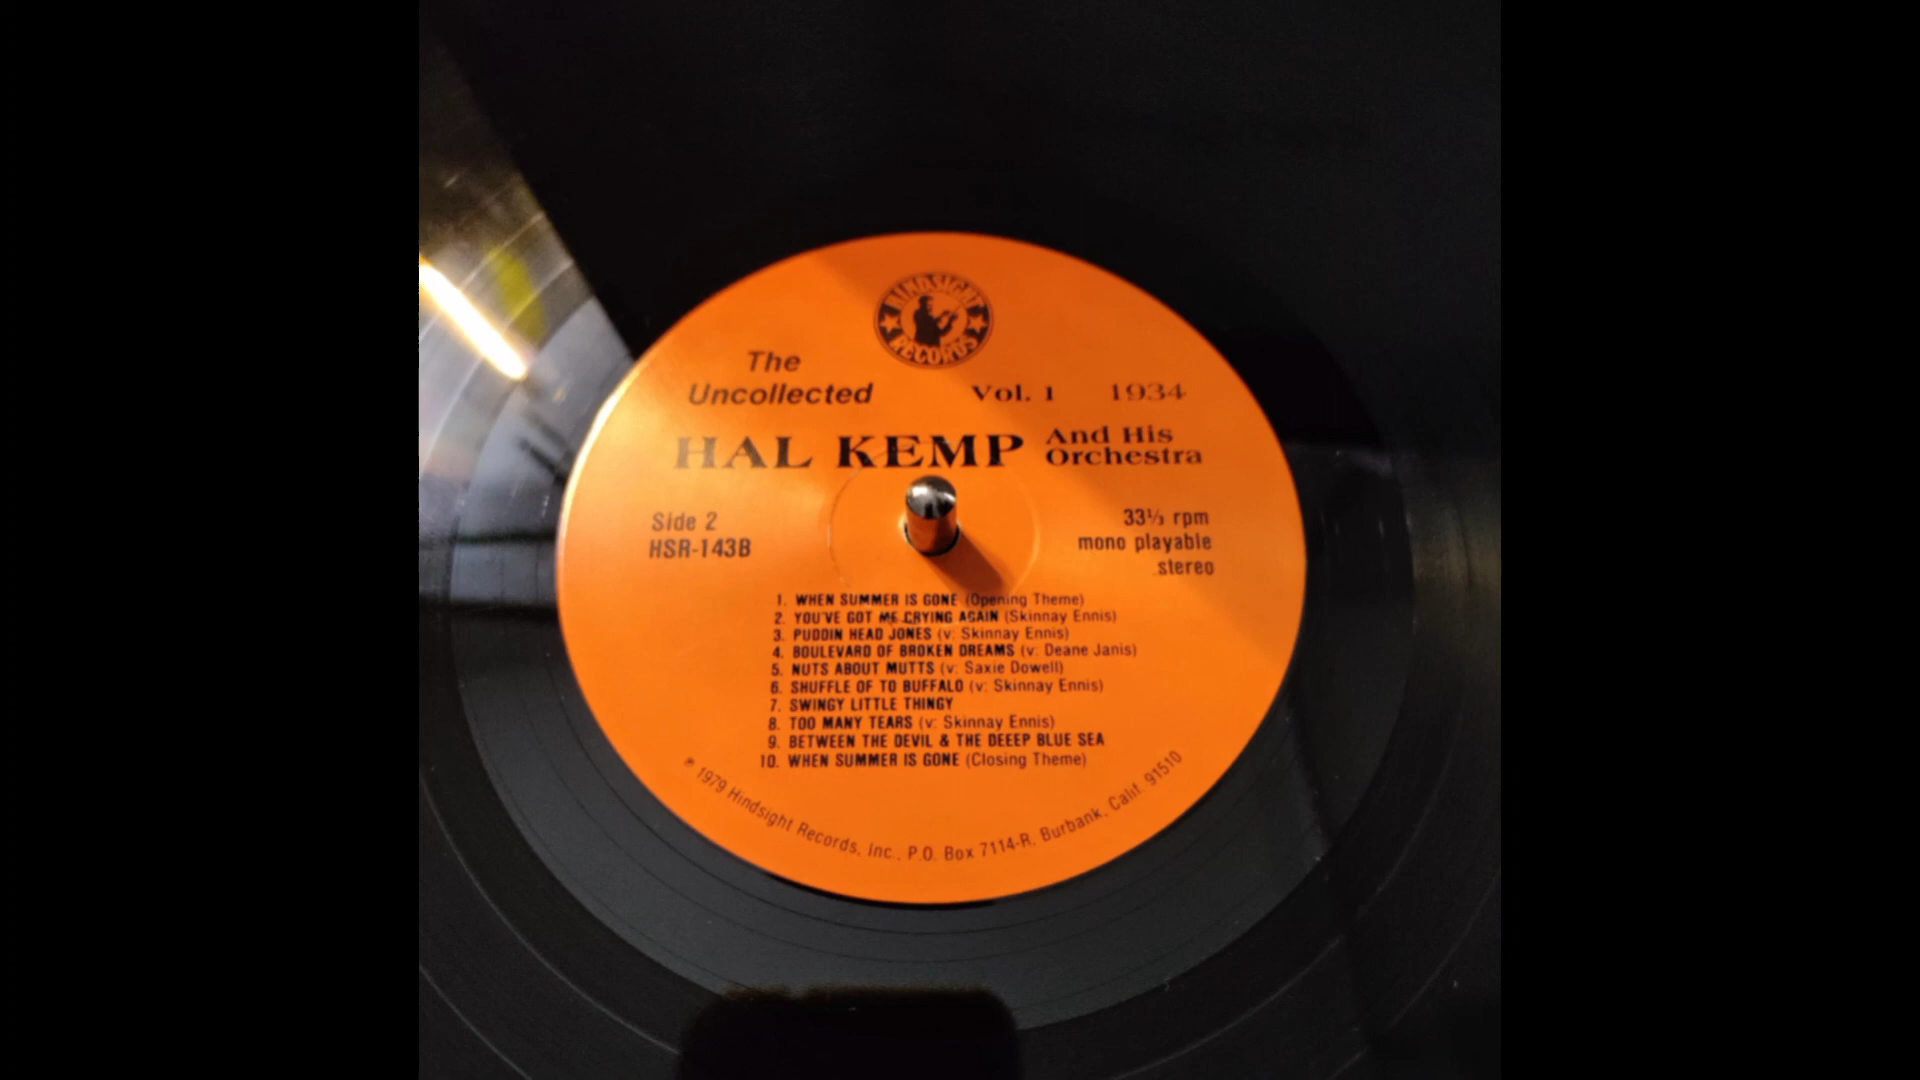 HINDSIGHT
RECORDS
The
Uncollected
Vol. 1 1934
HAL KEMP And His
Orchestra
Side 2
HSR-143B
33⅓ rpm
mono playable
stereo
1. WHEN SUMMER IS GONE (Opening Theme)
2. YOU'VE GOT ME CRYING AGAIN (Skinnay Ennis)
3. PUDDIN HEAD JONES (v: Skinnay Ennis)
4. BOULEVARD OF BROKEN DREAMS (v: Deane Janis)
5. NUTS ABOUT MUTTS (v: Saxie Dowell)
6. SHUFFLE OF TO BUFFALO (v: Skinnay Ennis)
7. SWINGY LITTLE THINGY
8. TOO MANY TEARS (v: Skinnay Ennis)
9. BETWEEN THE DEVIL & THE DEEEP BLUE SEA
10. WHEN SUMMER IS GONE (Closing Theme)
℗ 1979 Hindsight Records, Inc., P.O. Box 7114-R, Burbank, Calif. 91510